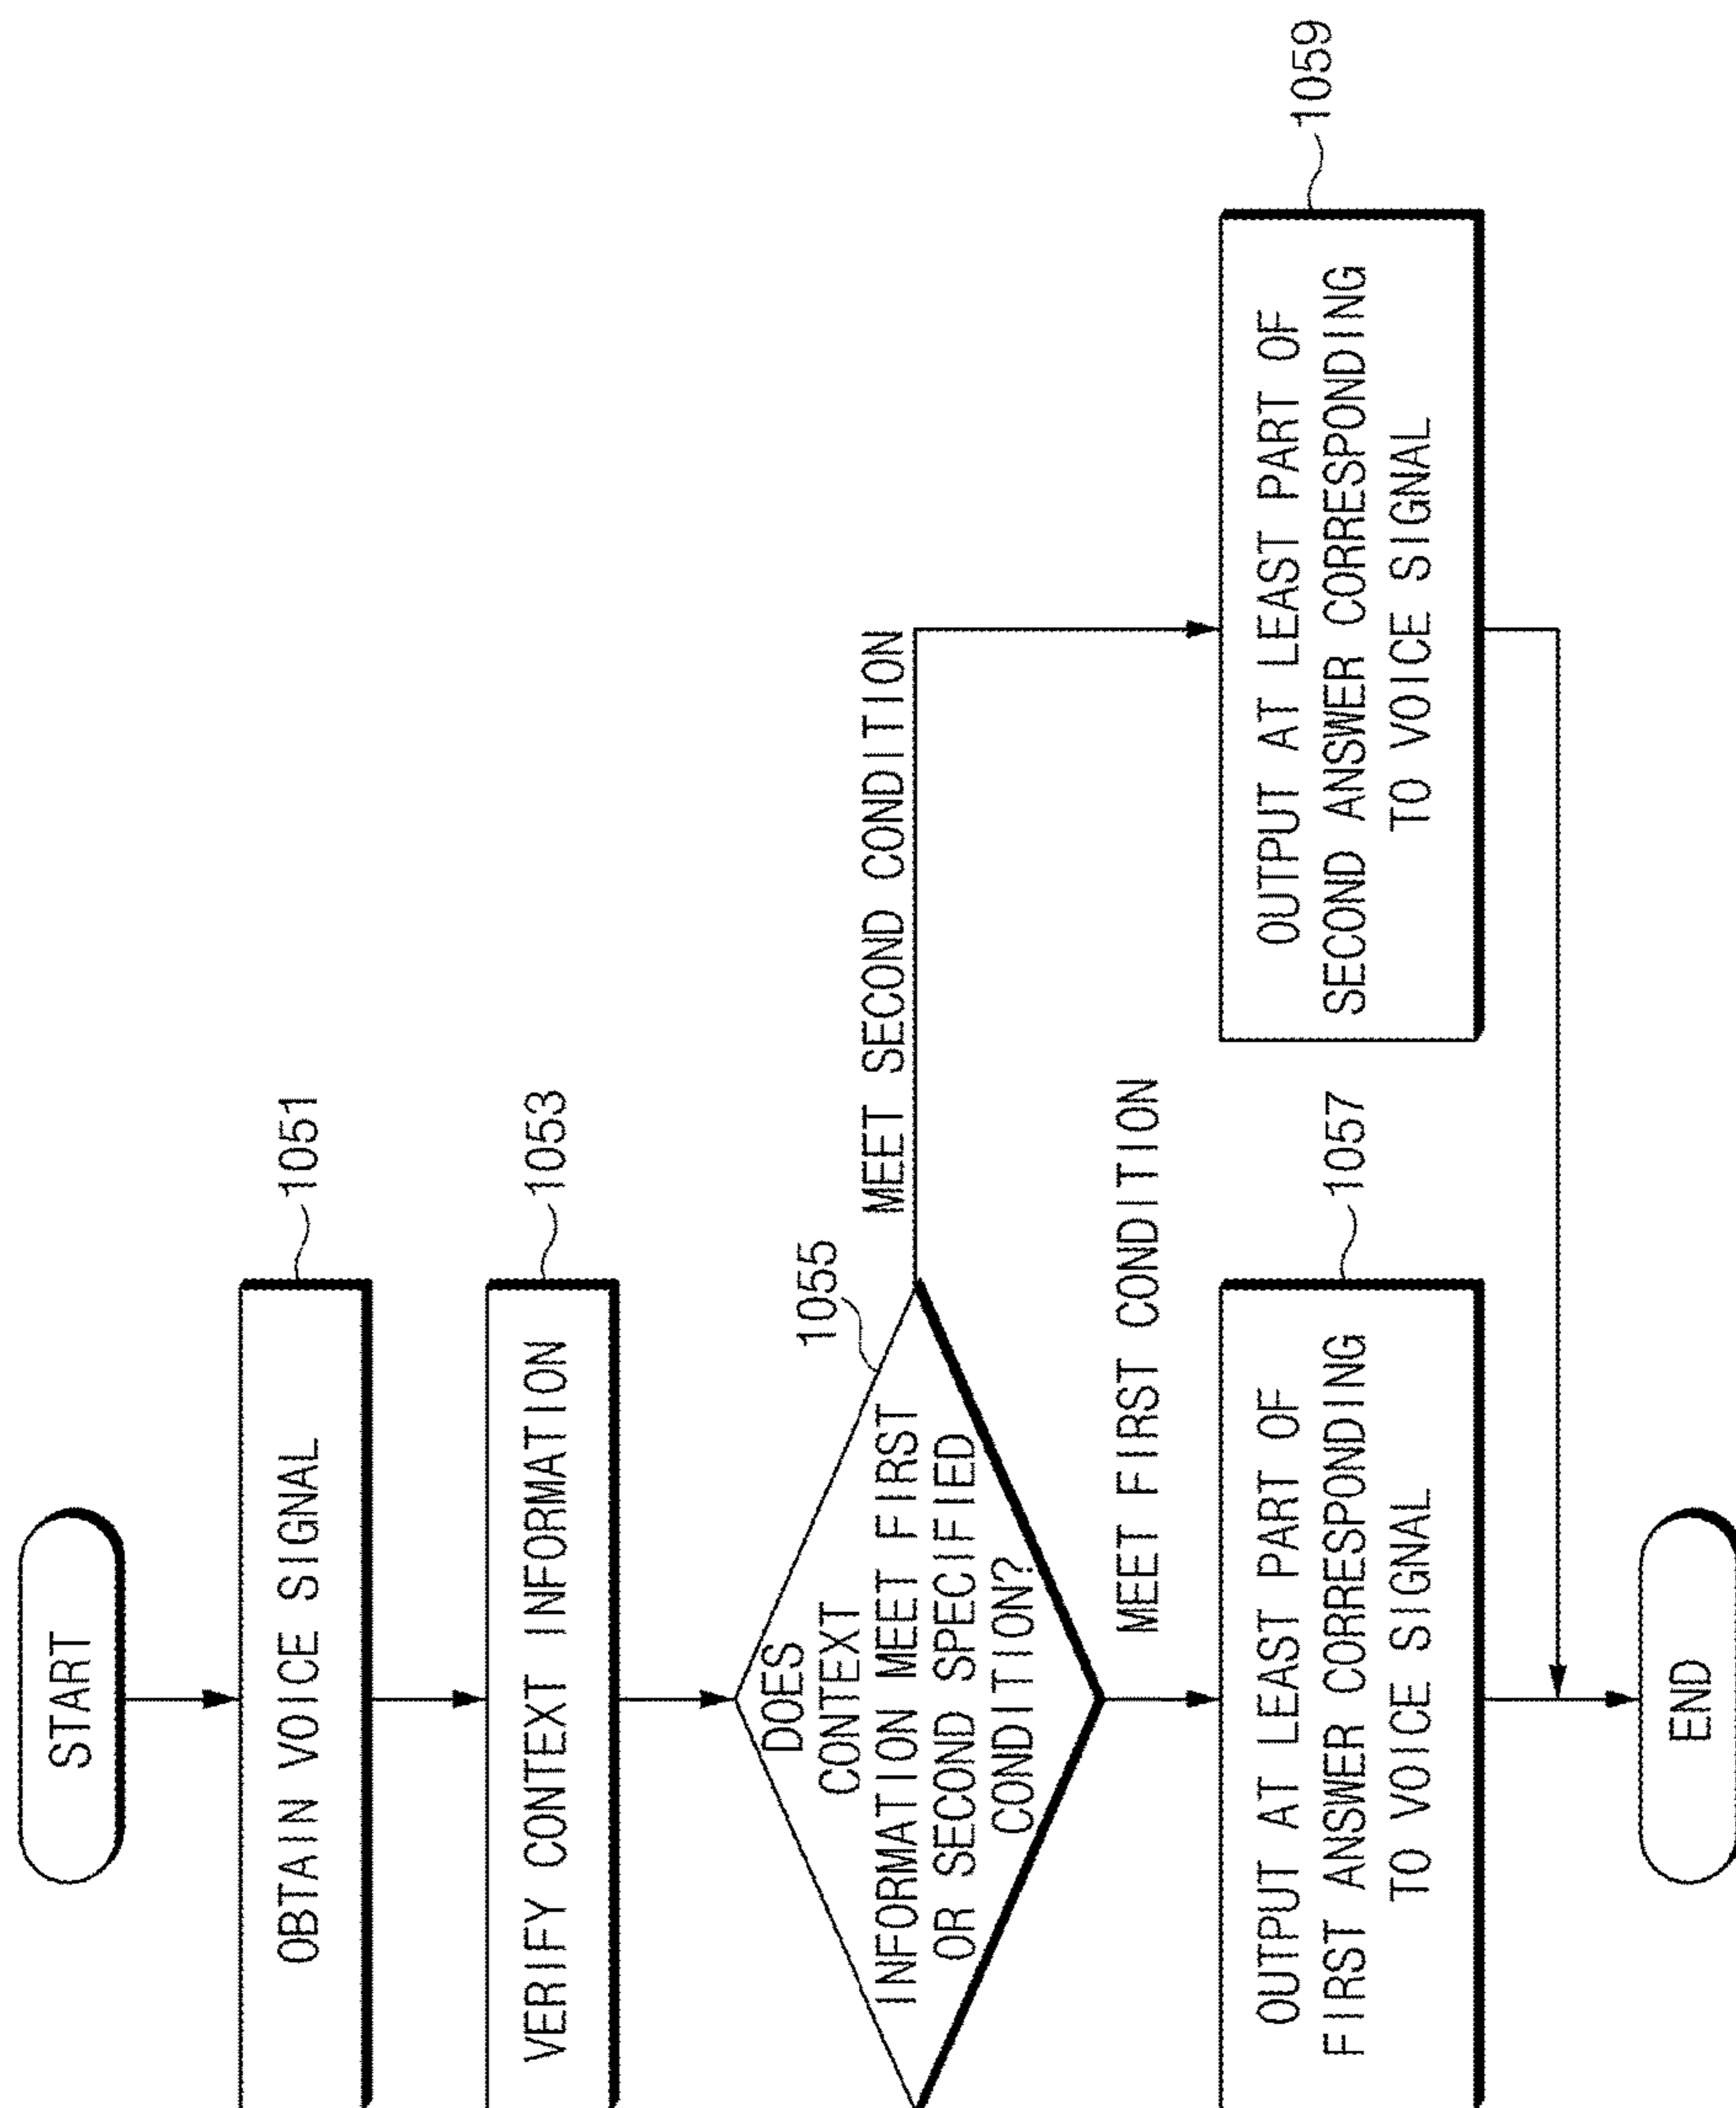 START
OBTAIN VOICE SIGNAL
1051
VERIFY CONTEXT INFORMATION
1053
DOES
CONTEXT
INFORMATION MEET FIRST
OR SECOND SPECIFIED
CONDITION?
1055
MEET SECOND CONDITION
MEET FIRST CONDITION
OUTPUT AT LEAST PART OF
FIRST ANSWER CORRESPONDING
TO VOICE SIGNAL
1057
OUTPUT AT LEAST PART OF
SECOND ANSWER CORRESPONDING
TO VOICE SIGNAL
1059
END